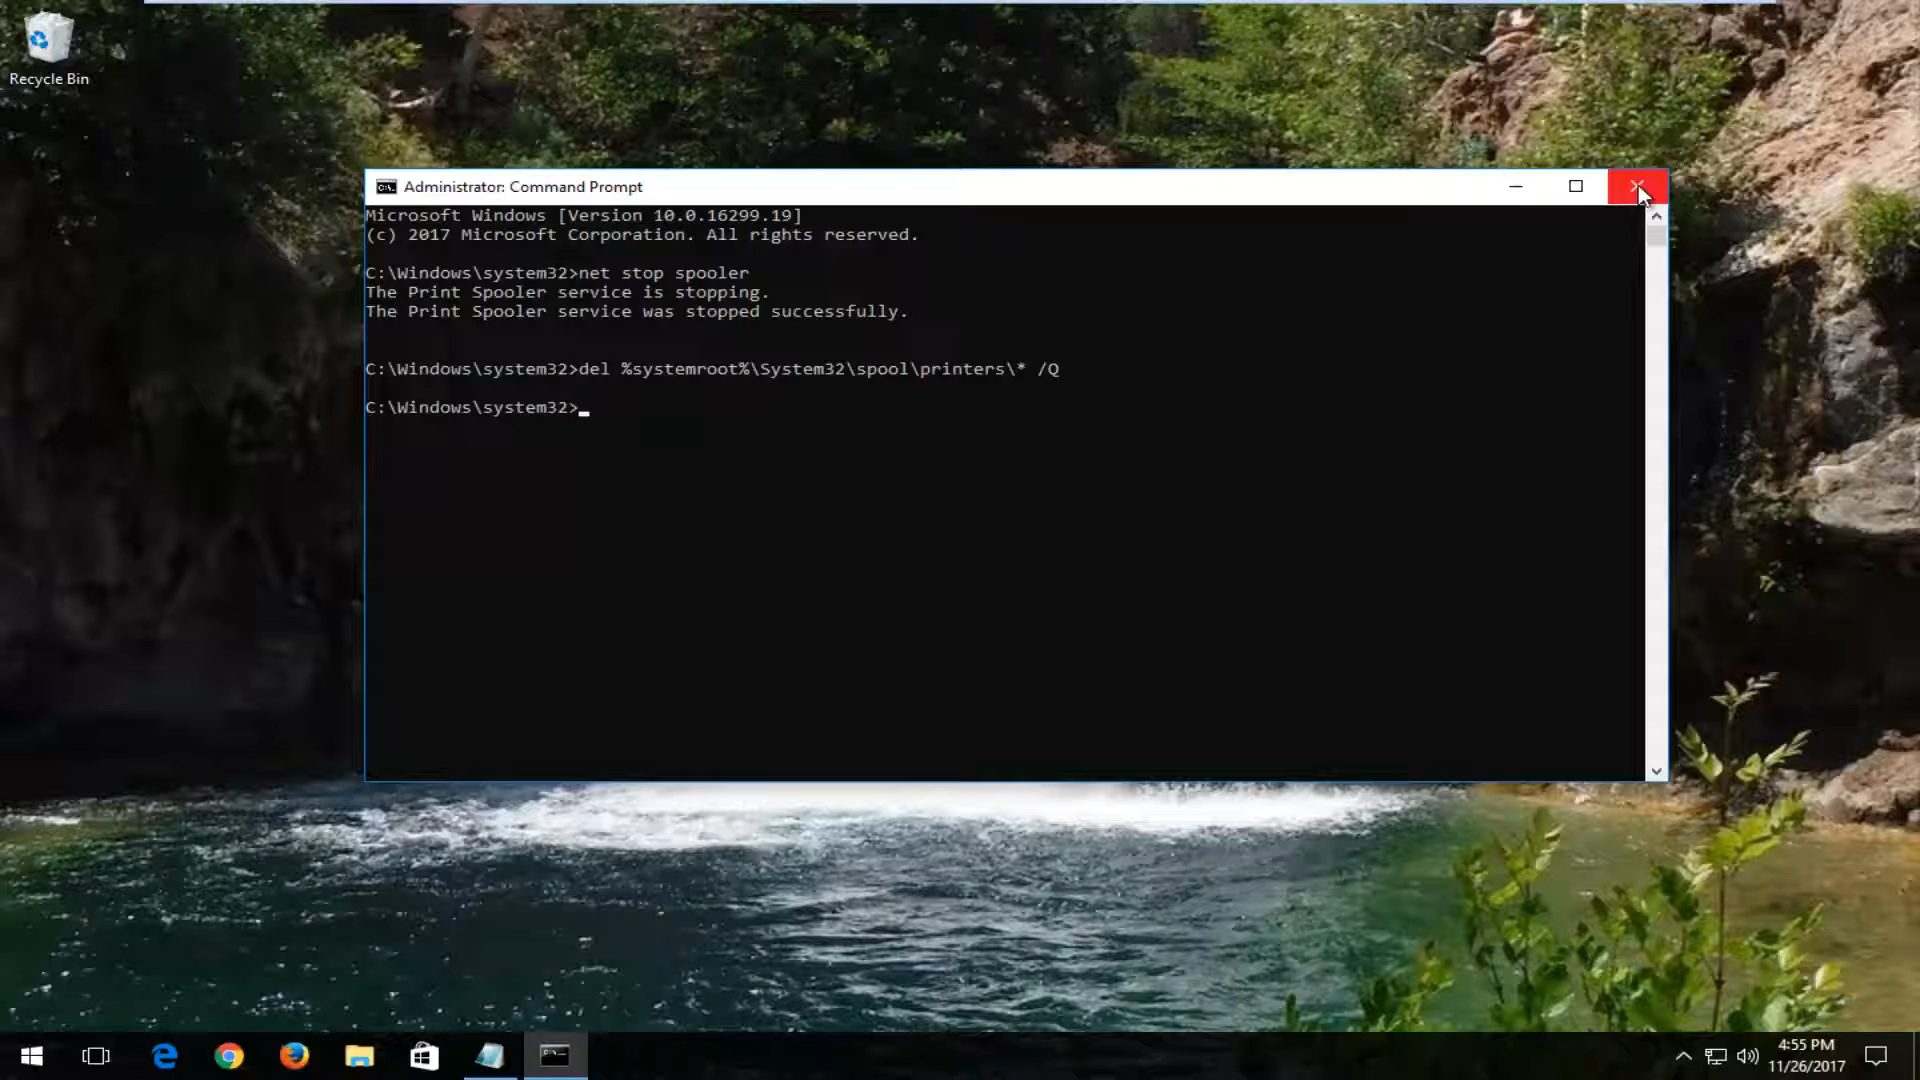 Recycle Bin
Administrator: Command Prompt
Microsoft Windows [Version 10.0.16299.19]
(c) 2017 Microsoft Corporation. All rights reserved.
C:\Windows\system32>net stop spooler
The Print Spooler service is stopping.
The Print Spooler service was stopped successfully.
C:\Windows\system32>del %systemroot%\System32\spool\printers\* /Q
C:\Windows\system32>
4:55 PM
11/26/2017